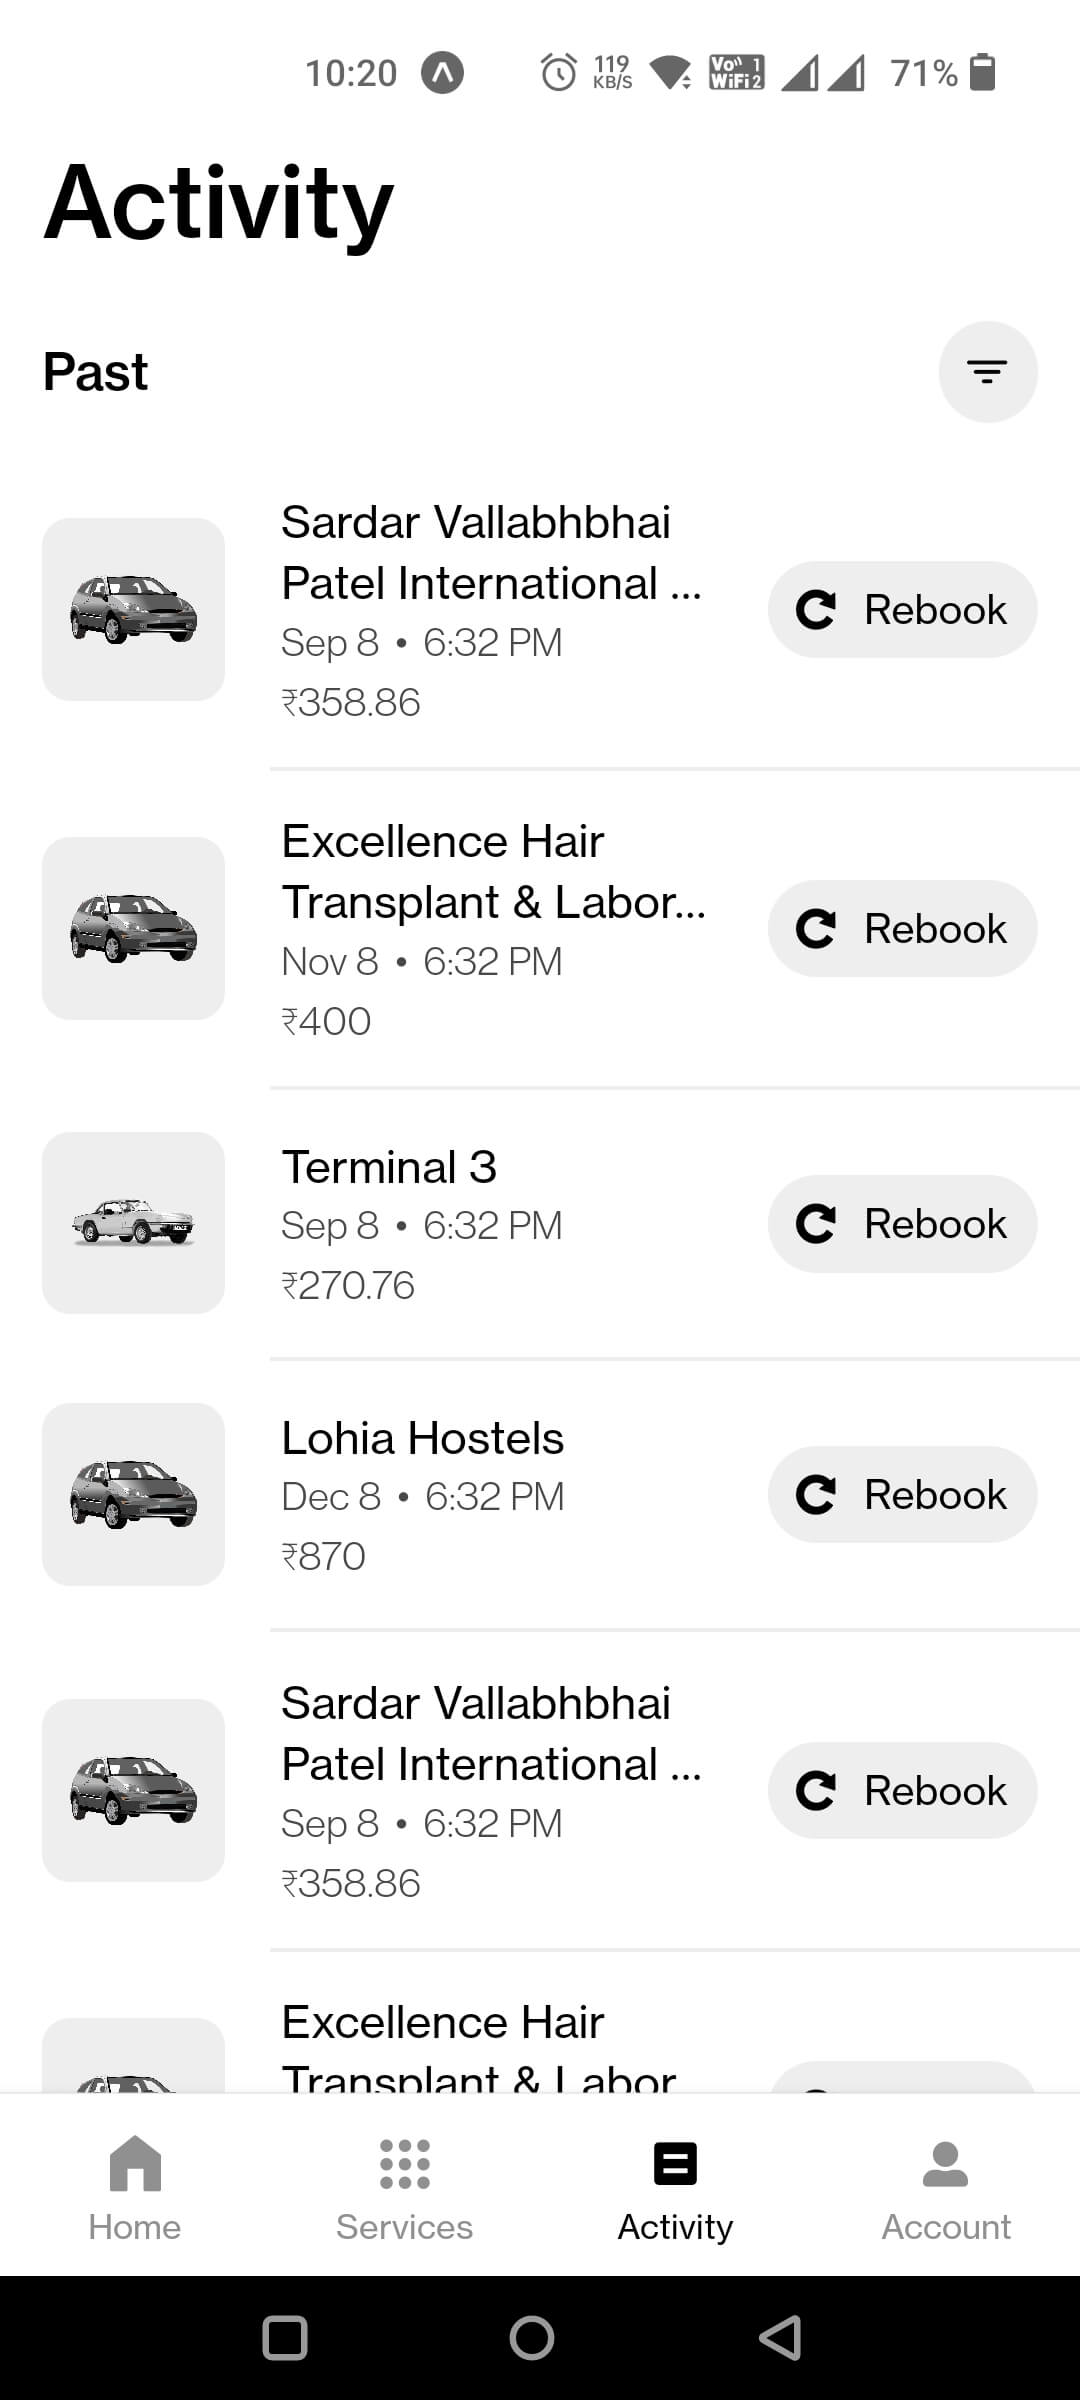 10:20
119
KB/S
Vo 1
WiFi 2
71%
Activity
Past
Sardar Vallabhbhai
Patel International ...
Sep 8 • 6:32 PM
₹358.86
Rebook
Excellence Hair
Transplant & Labor...
Nov 8 • 6:32 PM
₹400
Rebook
Terminal 3
Sep 8 • 6:32 PM
₹270.76
Rebook
Lohia Hostels
Dec 8 • 6:32 PM
₹870
Rebook
Sardar Vallabhbhai
Patel International ...
Sep 8 • 6:32 PM
₹358.86
Rebook
Excellence Hair
Transplant & Labor
Home
Services
Activity
Account